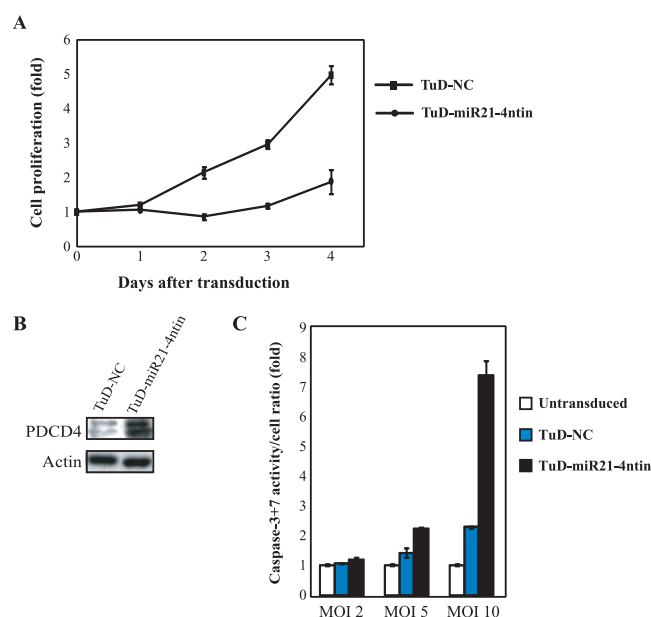 A
Cell proliferation (fold)
6
5
4
3
2
1
0
0 1 2 3 4
Days after transduction
TuD-NC
TuD-miR21-4ntin
B
TuD-NC
TuD-miR21-4ntin
PDCD4
Actin
C
Caspase-3+7 activity/cell ratio (fold)
9
8
7
6
5
4
3
2
1
0
MOI 2 MOI 5 MOI 10
Untransduced
TuD-NC
TuD-miR21-4ntin